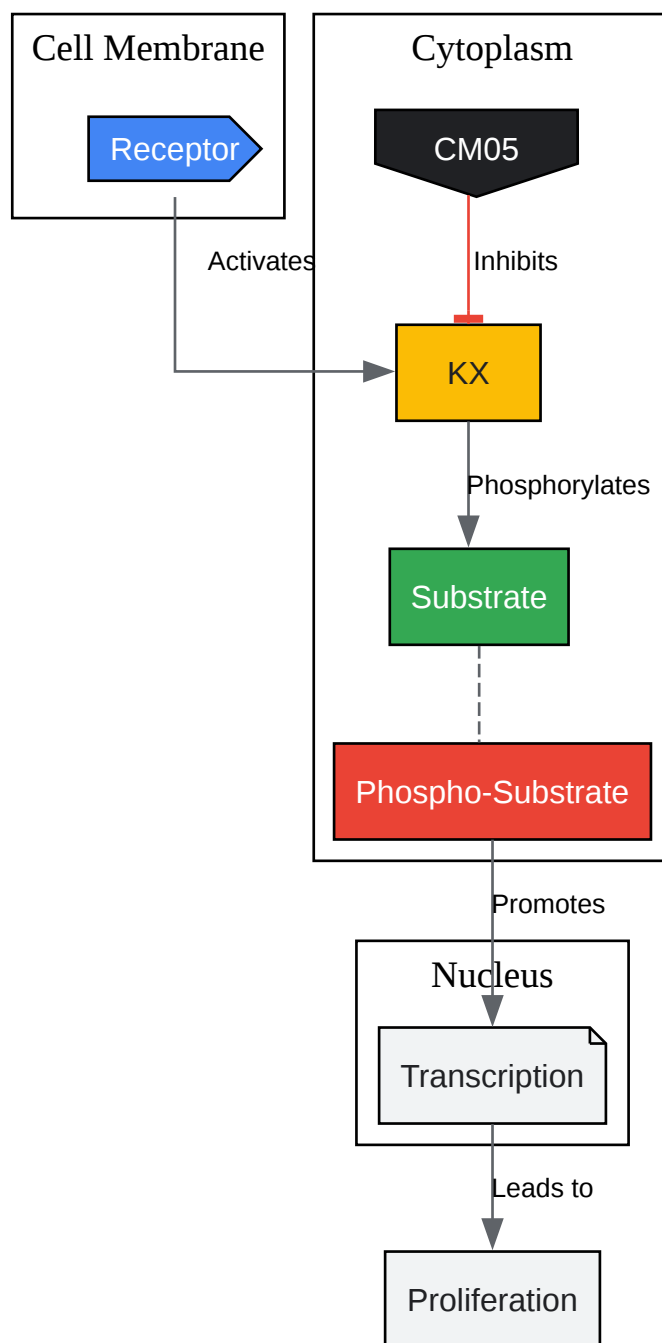 Cell Membrane
Cytoplasm
Receptor
CM05
Activates
Inhibits
KX
Phosphorylates
Substrate
Phospho-Substrate
Promotes
Nucleus
Transcription
Leads to
Proliferation